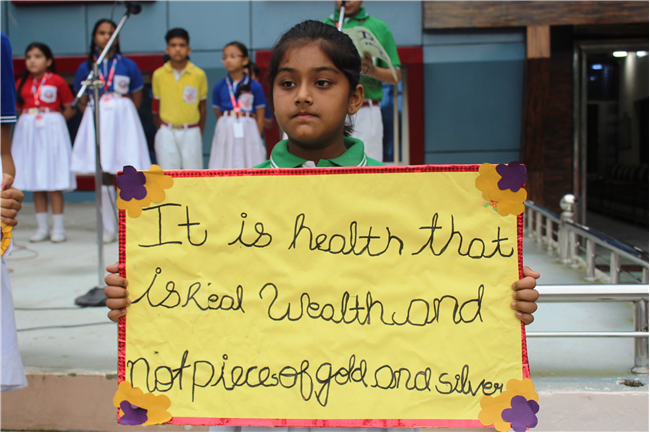 It is health that
is Real Wealth and
not pieces of gold and silver